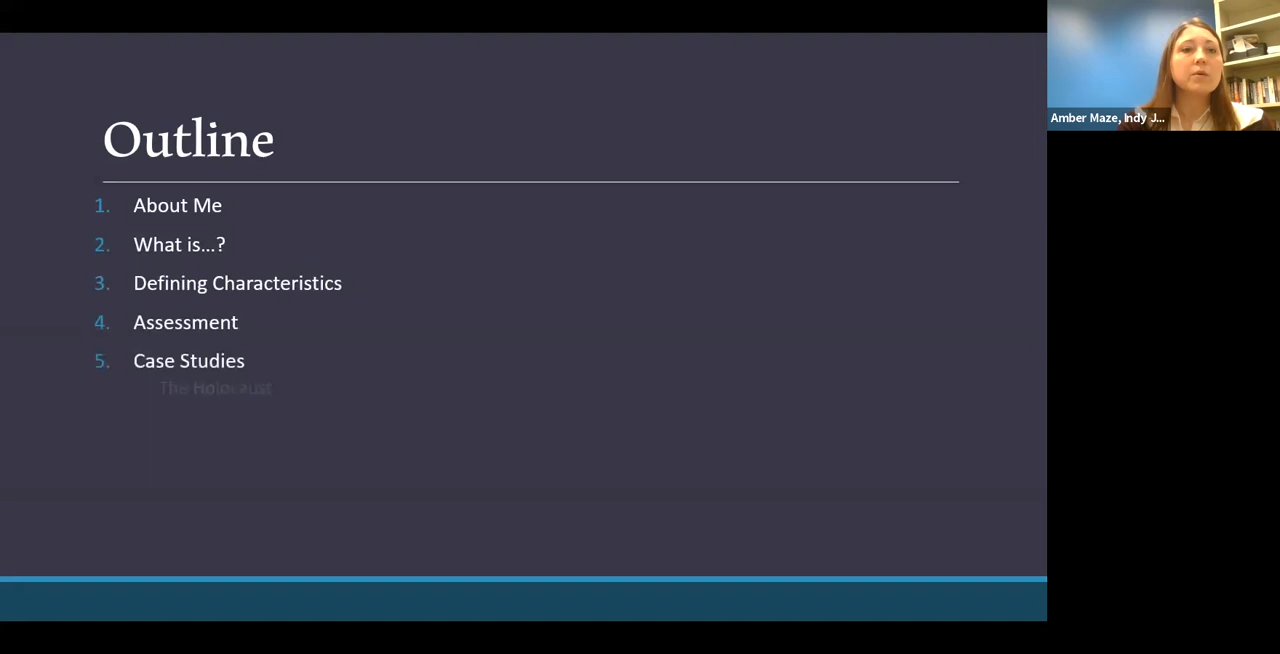 Outline
1. About Me
2. What is...?
3. Defining Characteristics
4. Assessment
5. Case Studies
The Holocaust
Amber Maze, Indy J...